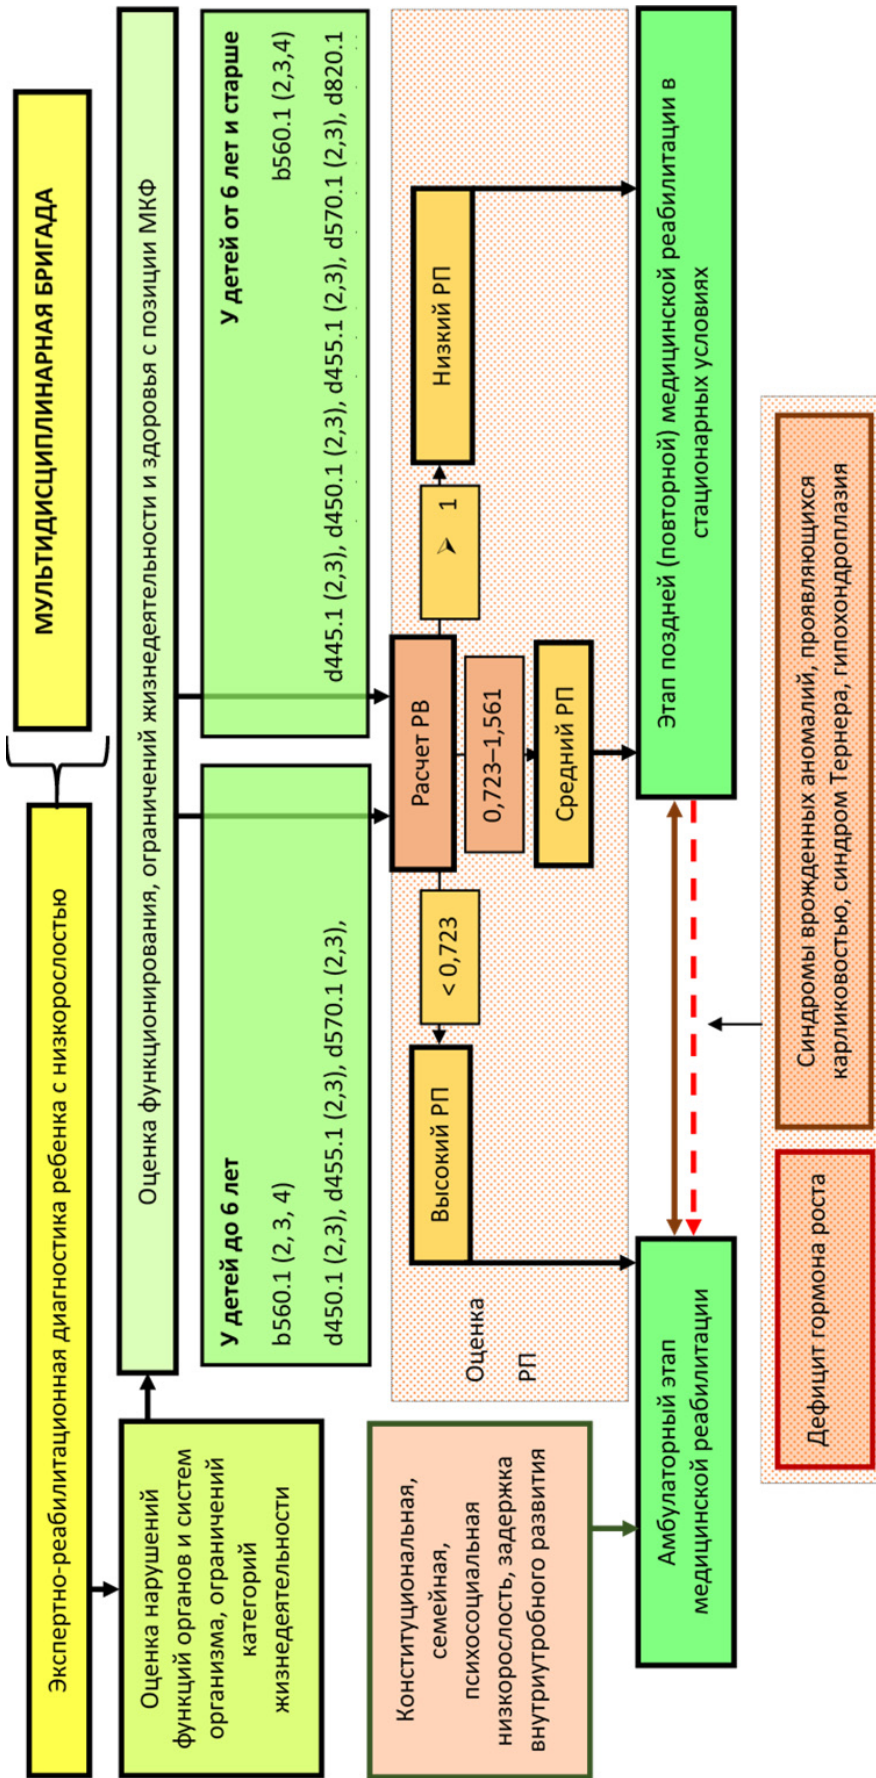 Экспертно-реабилитационная диагностика ребенка с низкорослостью
МУЛЬТИДИСЦИПЛИНАРНАЯ БРИГАДА
Оценка нарушений
функций органов и систем
организма, ограничений
категорий
жизнедеятельности
Оценка функционирования, ограничений жизнедеятельности и здоровья с позиции МКФ
У детей до 6 лет
b560.1 (2, 3, 4)
d450.1 (2,3), d455.1 (2,3), d570.1 (2,3),
У детей от 6 лет и старше
b560.1 (2,3,4)
d445.1 (2,3), d450.1 (2,3), d455.1 (2,3), d570.1 (2,3), d820.1
Конституциональная,
семейная,
психосоциальная
низкорослость, задержка
внутриутробного развития
Оценка
РП
Высокий РП
< 0,723
Расчет РВ
0,723–1,561
Средний РП
➢ 1
Низкий РП
Амбулаторный этап
медицинской реабилитации
Этап поздней (повторной) медицинской реабилитации в
стационарных условиях
Дефицит гормона роста
Синдромы врожденных аномалий, проявляющихся
карликовостью, синдром Тернера, гипохондроплазия